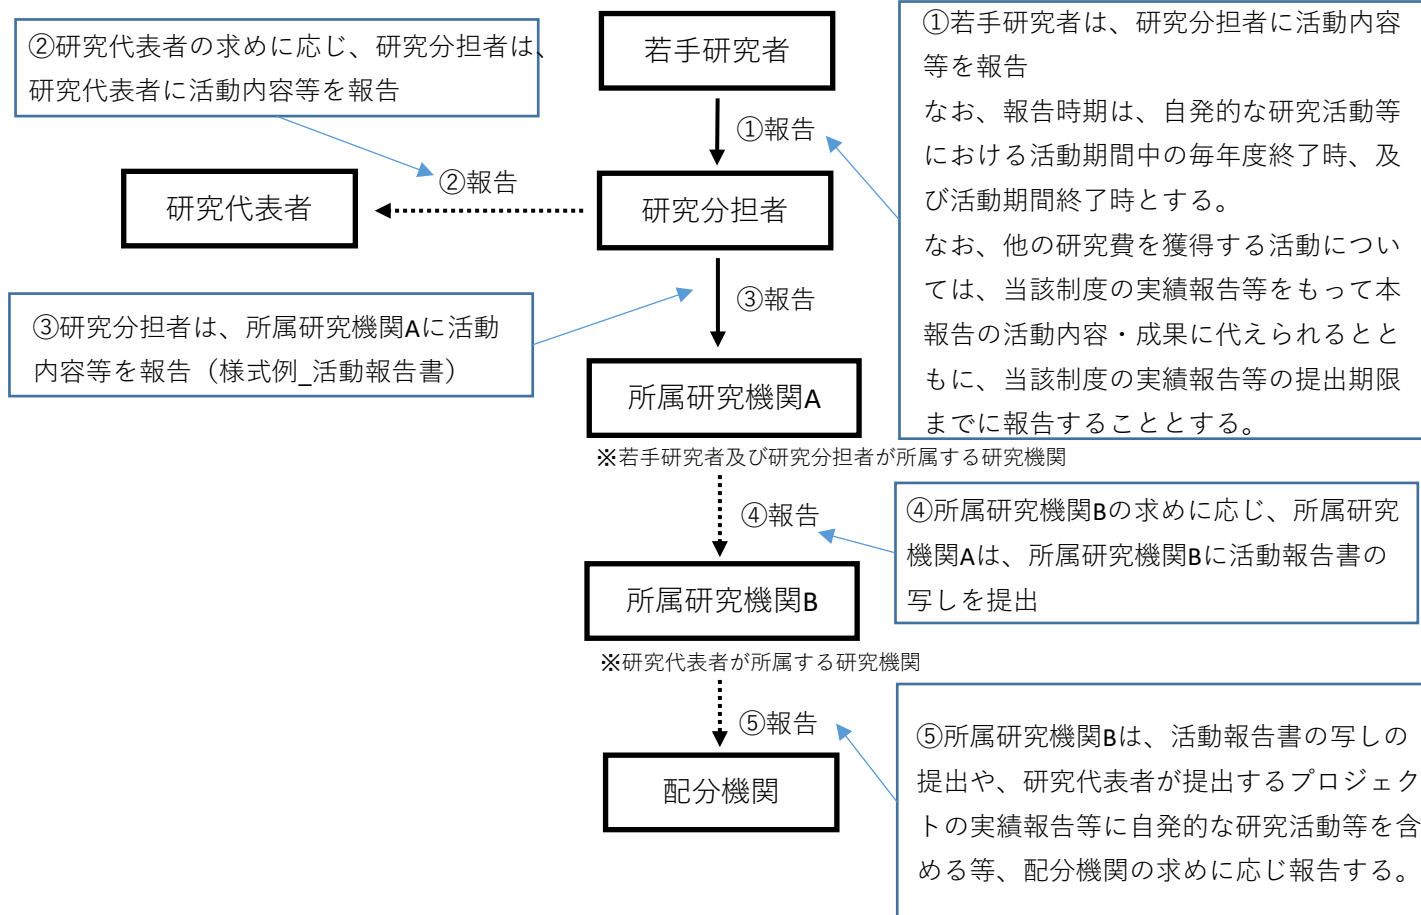 ②研究代表者の求めに応じ、研究分担者は、
研究代表者に活動内容等を報告
若手研究者
①若手研究者は、研究分担者に活動内容
等を報告
なお、報告時期は、自発的な研究活動等
における活動期間中の毎年度終了時、及
び活動期間終了時とする。
なお、他の研究費を獲得する活動につい
ては、当該制度の実績報告等をもって本
報告の活動内容・成果に代えられるとと
もに、当該制度の実績報告等の提出期限
までに報告することとする。
①報告
②報告
研究代表者
研究分担者
③報告
③研究分担者は、所属研究機関Aに活動
内容等を報告（様式例_活動報告書）
所属研究機関A
※若手研究者及び研究分担者が所属する研究機関
④報告
④所属研究機関Bの求めに応じ、所属研究
機関Aは、所属研究機関Bに活動報告書の
写しを提出
所属研究機関B
※研究代表者が所属する研究機関
⑤報告
⑤所属研究機関Bは、活動報告書の写しの
提出や、研究代表者が提出するプロジェク
トの実績報告等に自発的な研究活動等を含
める等、配分機関の求めに応じ報告する。
配分機関